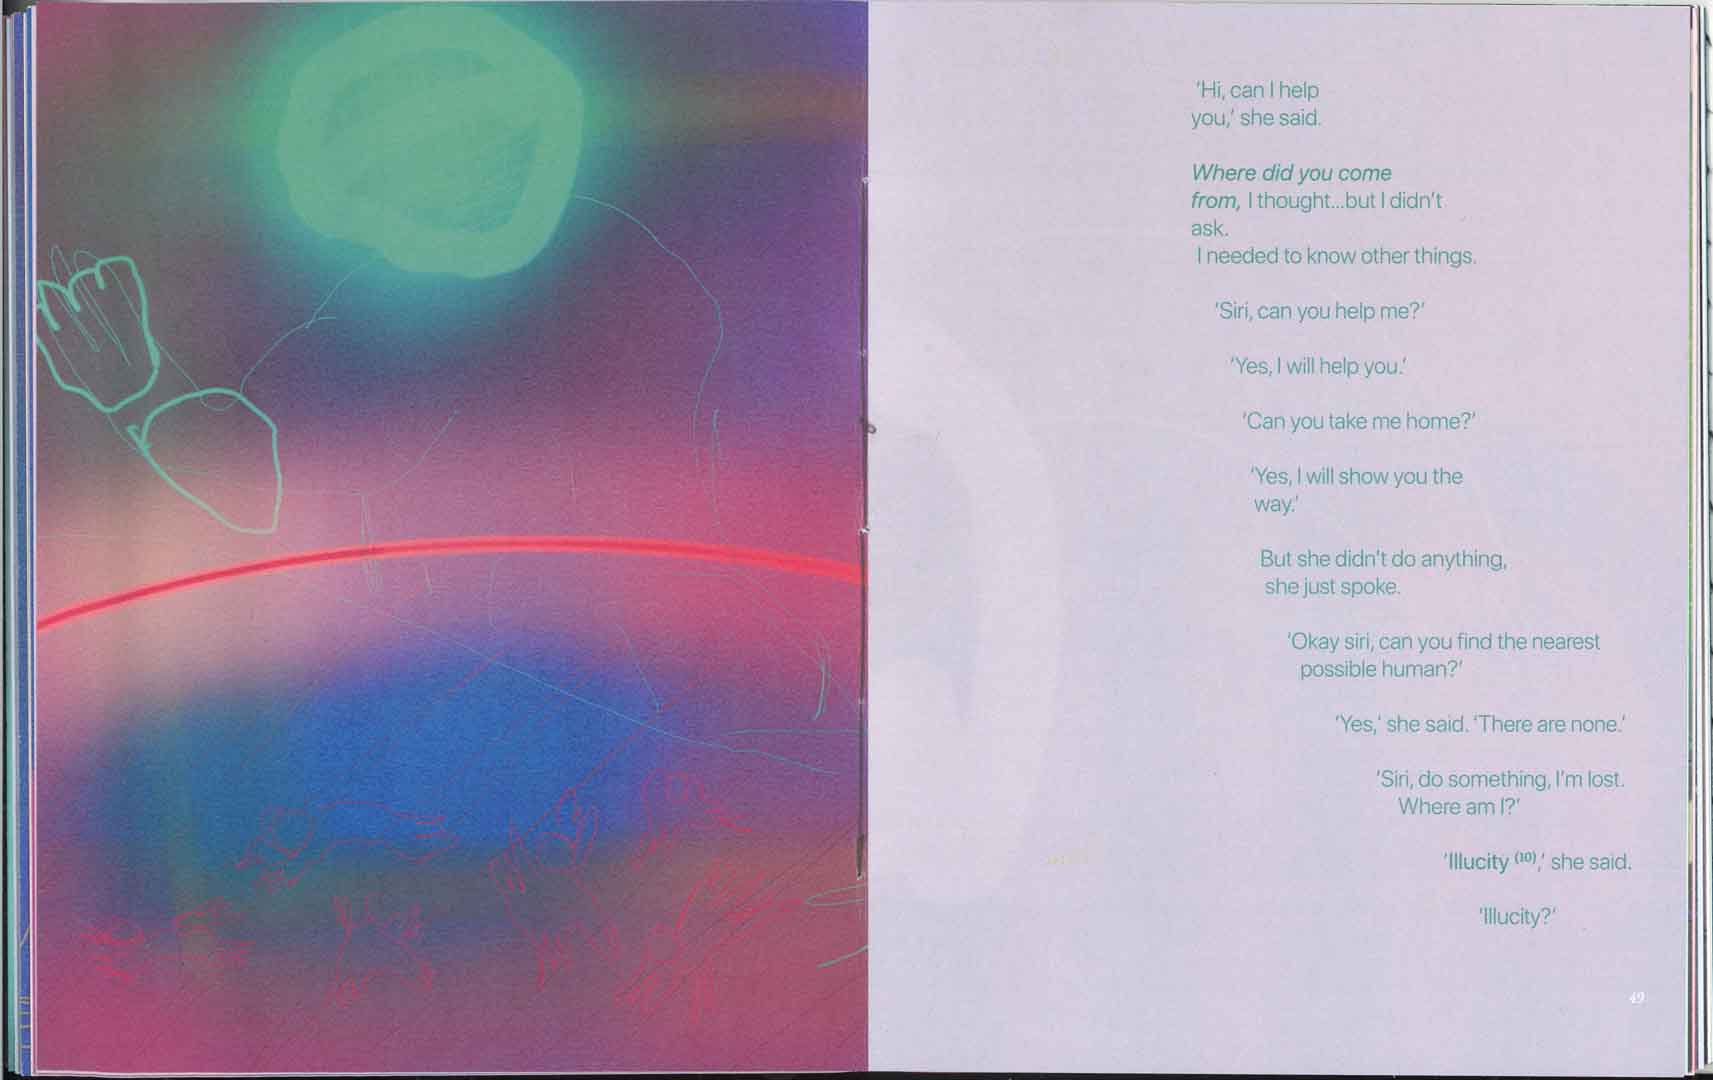 ‘Hi, can I help
you,’ she said.
Where did you come
from, I thought...but I didn’t
ask.
I needed to know other things.
‘Siri, can you help me?’
‘Yes, I will help you.’
‘Can you take me home?’
‘Yes, I will show you the
way.’
But she didn’t do anything,
she just spoke.
‘Okay siri, can you find the nearest
possible human?’
‘Yes,’ she said. ‘There are none.’
‘Siri, do something, I’m lost.
Where am I?’
‘Illucity (10),’ she said.
‘Illucity?’
49